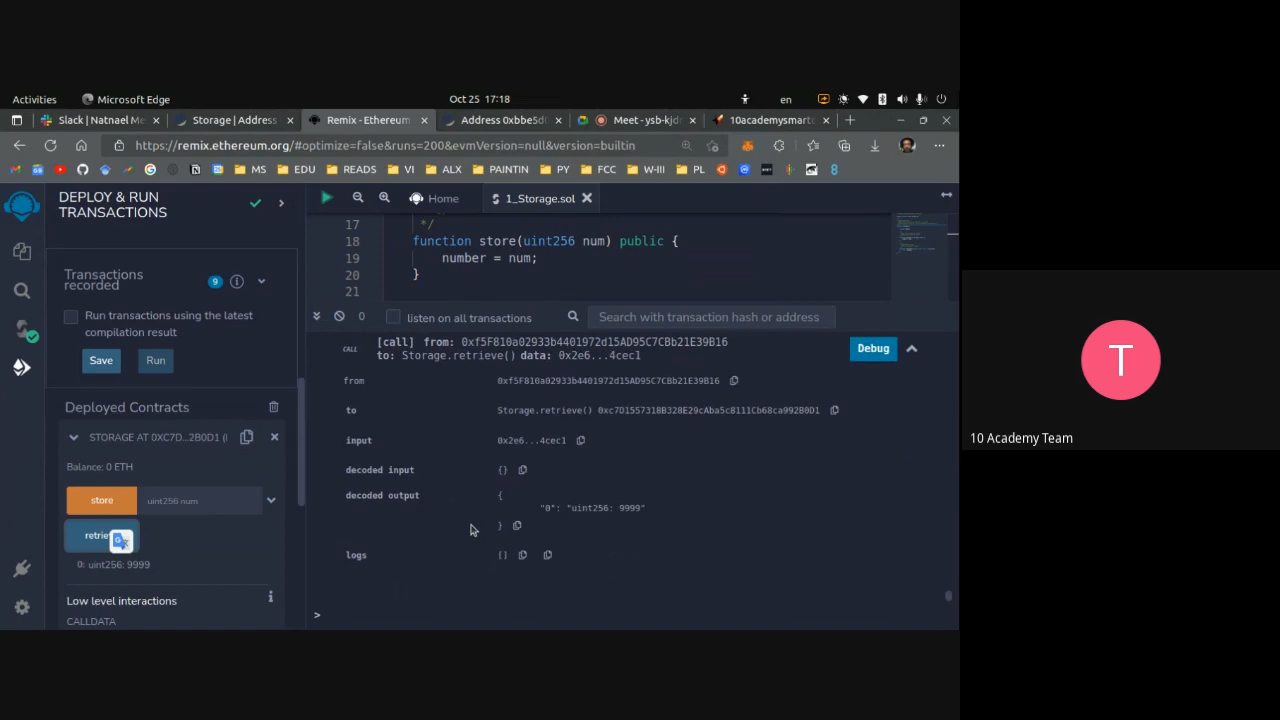 Activities
Microsoft Edge
Oct 25 17:18
en
Slack | Natnael Me
Storage | Address
Remix - Ethereum
Address 0xbbe5d
Meet - ysb-kjdr
10academysmartc
https://remix.ethereum.org/#optimize=false&runs=200&evmVersion=null&version=builtin
MS
EDU
READS
VI
ALX
PAINTIN
PY
FCC
W-III
PL
DEPLOY & RUN
TRANSACTIONS
Home
1_Storage.sol
17 */
18 function store(uint256 num) public {
19 number = num;
20 }
21
Transactions
recorded
9
Run transactions using the latest
compilation result
Save
Run
0
listen on all transactions
Search with transaction hash or address
CALL
[call] from: 0xf5F810a02933b4401972d15AD95C7CBb21E39B16
to: Storage.retrieve() data: 0x2e6...4cec1
Debug
from 0xf5F810a02933b4401972d15AD95C7CBb21E39B16
to Storage.retrieve() 0xc7D1557318B328E29cAba5c8111Cb68ca992B0D1
input 0x2e6...4cec1
decoded input {}
decoded output {
"0": "uint256: 9999"
}
logs []
>
Deployed Contracts
STORAGE AT 0XC7D...2B0D1 (
Balance: 0 ETH
store
uint256 num
retrie
0: uint256: 9999
Low level interactions
CALLDATA
T
10 Academy Team